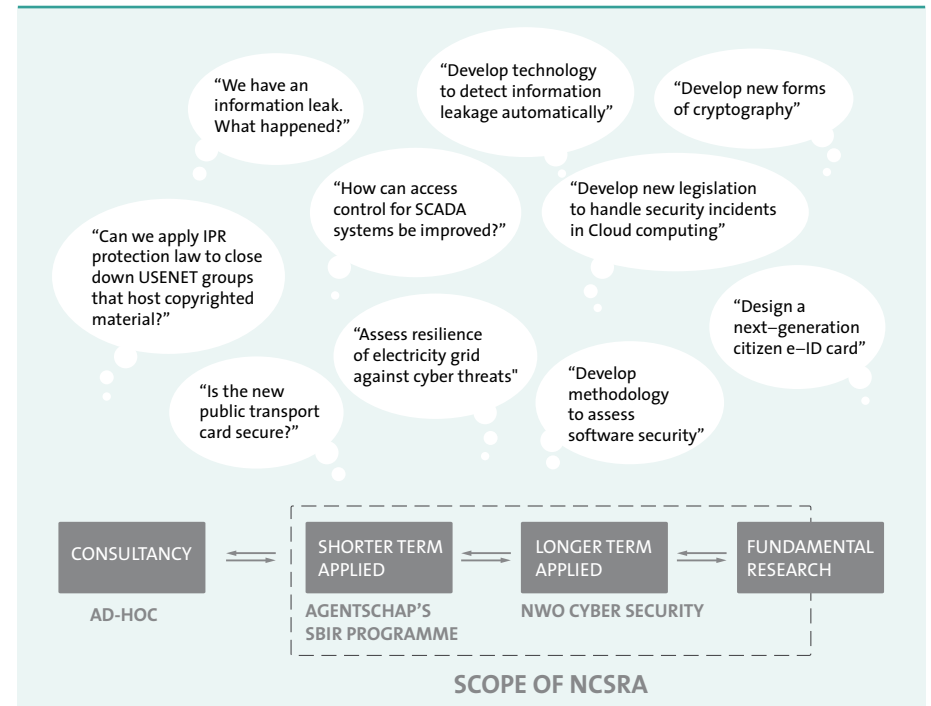 “We have an
information leak.
What happened?”
“Develop technology
to detect information
leakage automatically”
“Develop new forms
of cryptography”
“How can access
control for SCADA
systems be improved?”
“Develop new legislation
to handle security incidents
in Cloud computing”
“Can we apply IPR
protection law to close
down USENET groups
that host copyrighted
material?”
“Assess resilience
of electricity grid
against cyber threats"
“Design a
next–generation
citizen e–ID card”
“Is the new
public transport
card secure?”
“Develop
methodology
to assess
software security”
CONSULTANCY
AD-HOC
SHORTER TERM
APPLIED
AGENTSCHAP’S
SBIR PROGRAMME
LONGER TERM
APPLIED
NWO CYBER SECURITY
FUNDAMENTAL
RESEARCH
SCOPE OF NCSRA